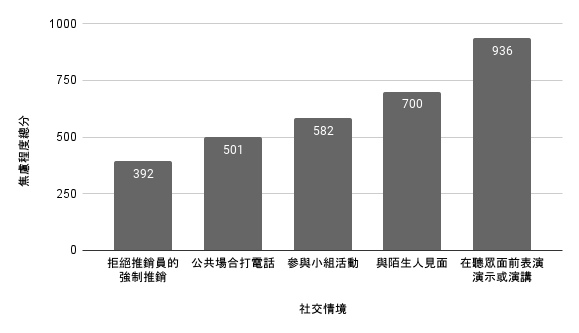 1000
750
500
250
0
焦慮程度總分
392
501
582
700
936
拒絕推銷員的
強制推銷
公共場合打電話
參與小組活動
與陌生人見面
在聽眾面前表演
演示或演講
社交情境